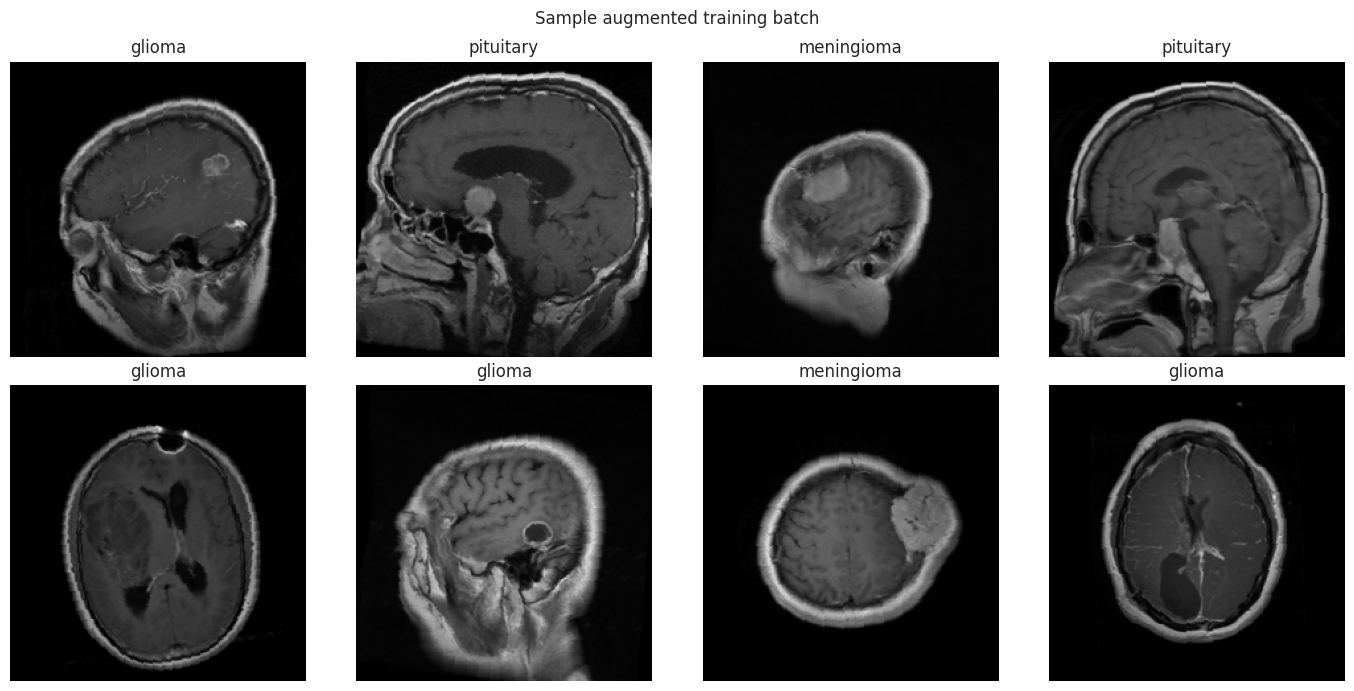 Sample augmented training batch
glioma
pituitary
meningioma
pituitary
glioma
glioma
meningioma
glioma